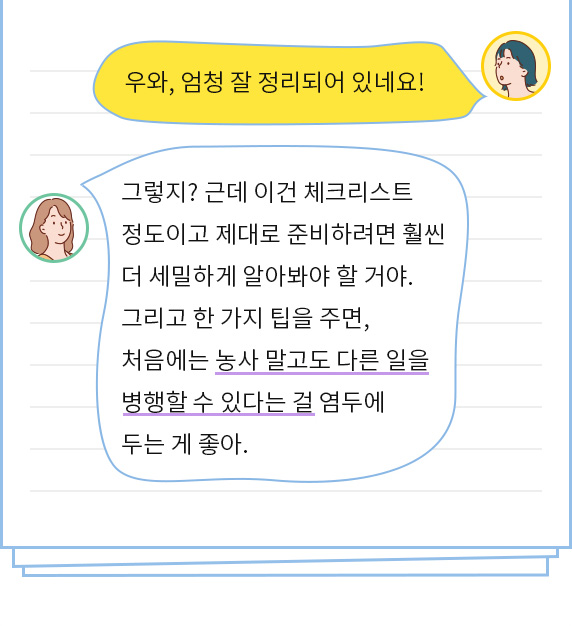 우와, 엄청 잘 정리되어 있네요!
그렇지? 근데 이건 체크리스트
정도이고 제대로 준비하려면 훨씬
더 세밀하게 알아봐야 할 거야.
그리고 한 가지 팁을 주면,
처음에는 농사 말고도 다른 일을
병행할 수 있다는 걸 염두에
두는 게 좋아.